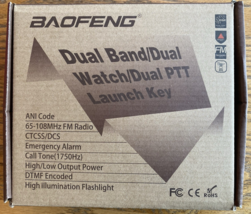 BAOFENG
Dual Band/Dual
Watch/Dual PTT
Launch Key
ANI Code
65-108MHz FM Radio
CTCSS/DCS
Emergency Alarm
Call Tone(1750Hz)
High/Low Output Power
DTMF Encoded
High illumination Flashlight
FC CE RoHS